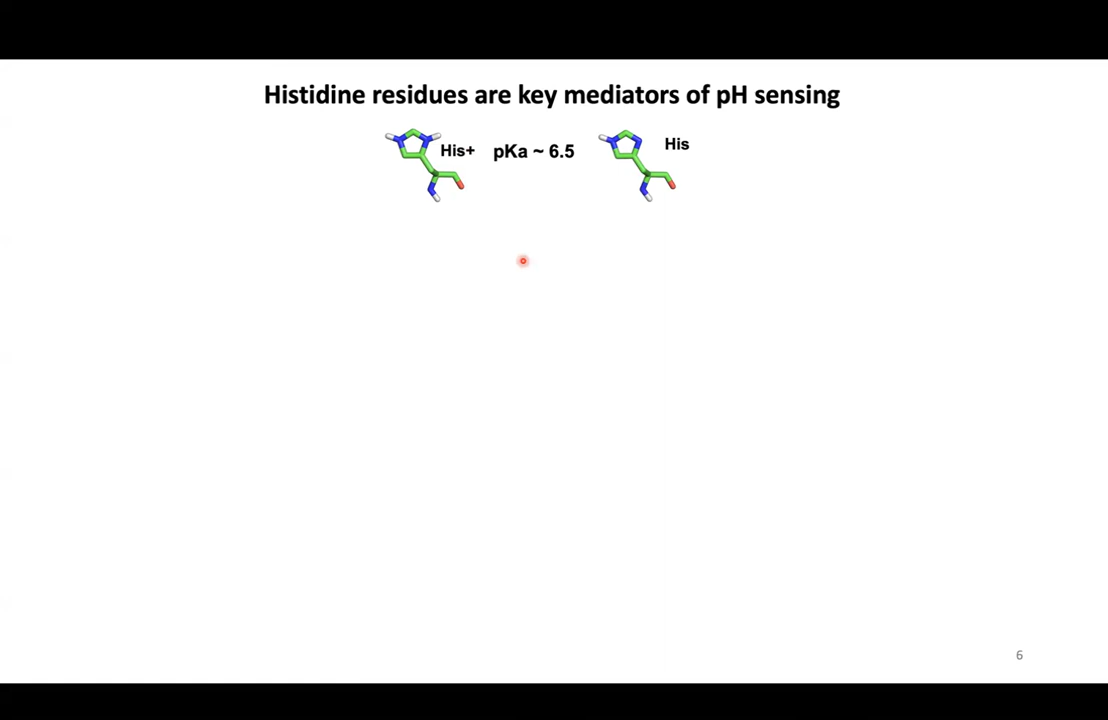 Histidine residues are key mediators of pH sensing
His+ pKa ~ 6.5 His
6